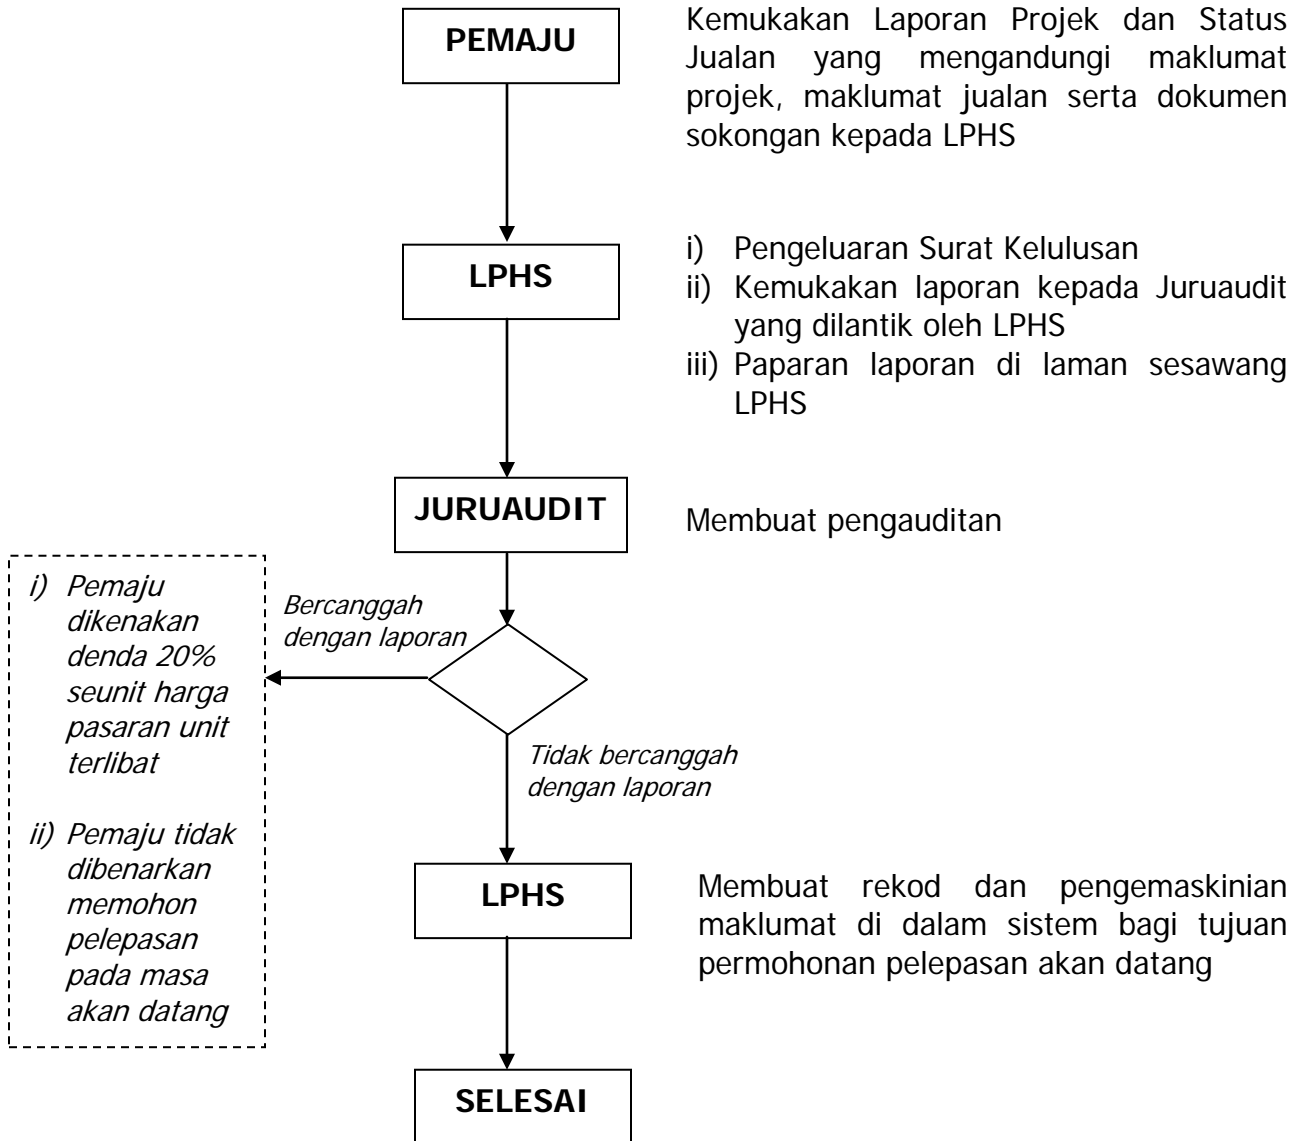 PEMAJU
Kemukakan Laporan Projek dan Status
Jualan yang mengandungi maklumat
projek, maklumat jualan serta dokumen
sokongan kepada LPHS
LPHS
i) Pengeluaran Surat Kelulusan
ii) Kemukakan laporan kepada Juruaudit
yang dilantik oleh LPHS
iii) Paparan laporan di laman sesawang
LPHS
JURUAUDIT
Membuat pengauditan
Bercanggah
dengan laporan
i) Pemaju
dikenakan
denda 20%
seunit harga
pasaran unit
terlibat
ii) Pemaju tidak
dibenarkan
memohon
pelepasan
pada masa
akan datang
Tidak bercanggah
dengan laporan
LPHS
Membuat rekod dan pengemaskinian
maklumat di dalam sistem bagi tujuan
permohonan pelepasan akan datang
SELESAI